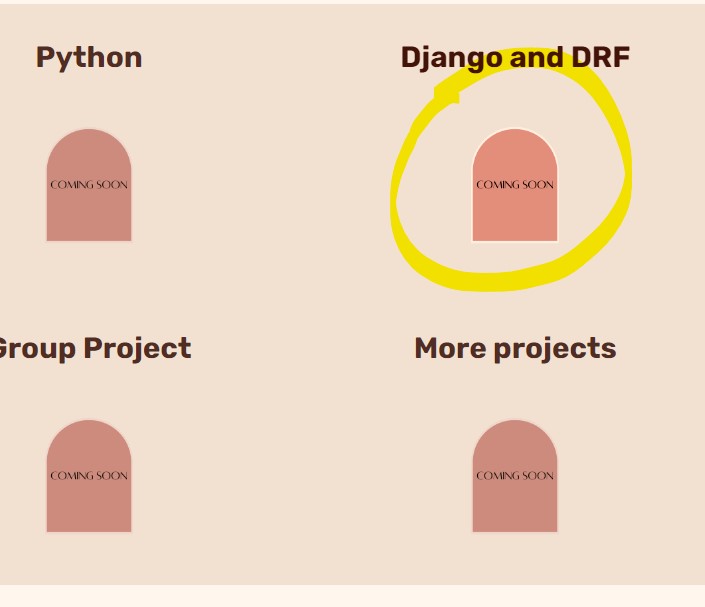 Python
Django and DRF
COMING SOON
COMING SOON
Group Project
More projects
COMING SOON
COMING SOON